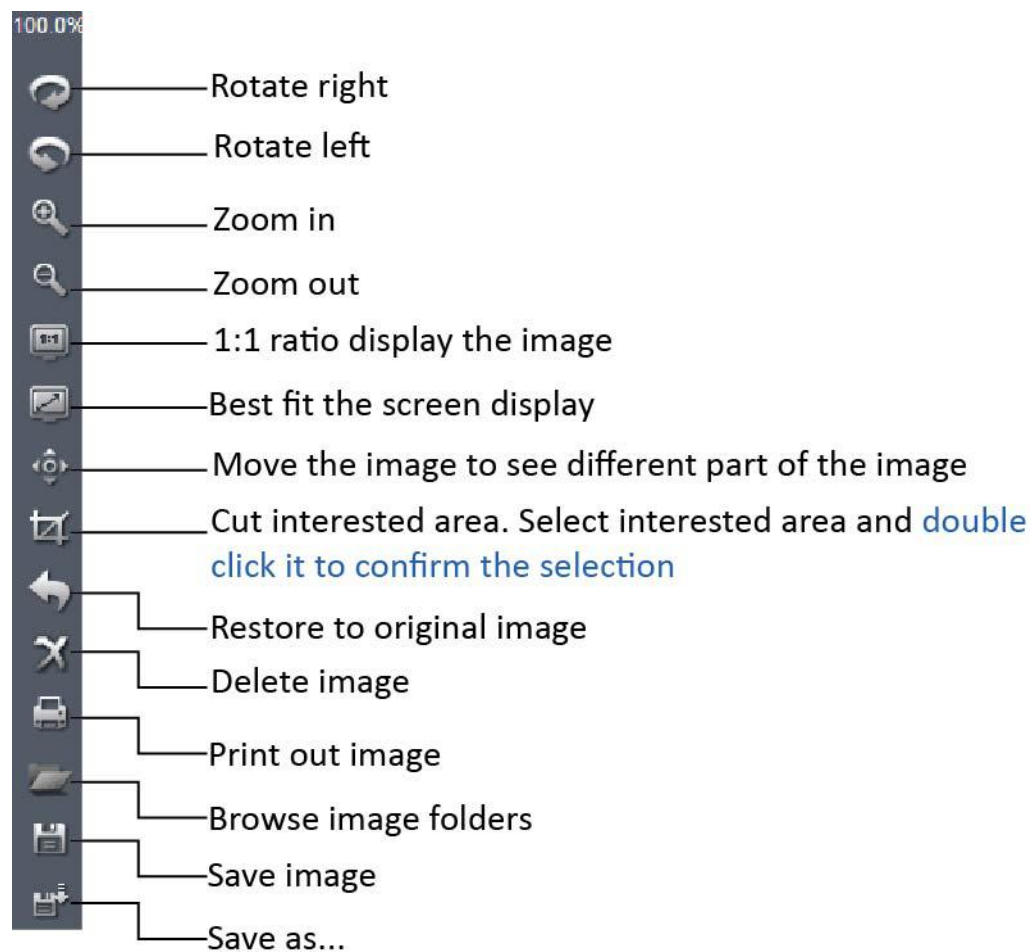 100.0%
Rotate right
Rotate left
Zoom in
Zoom out
1:1
1:1 ratio display the image
Best fit the screen display
Move the image to see different part of the image
Cut interested area. Select interested area and double
click it to confirm the selection
Restore to original image
Delete image
Print out image
Browse image folders
Save image
Save as...